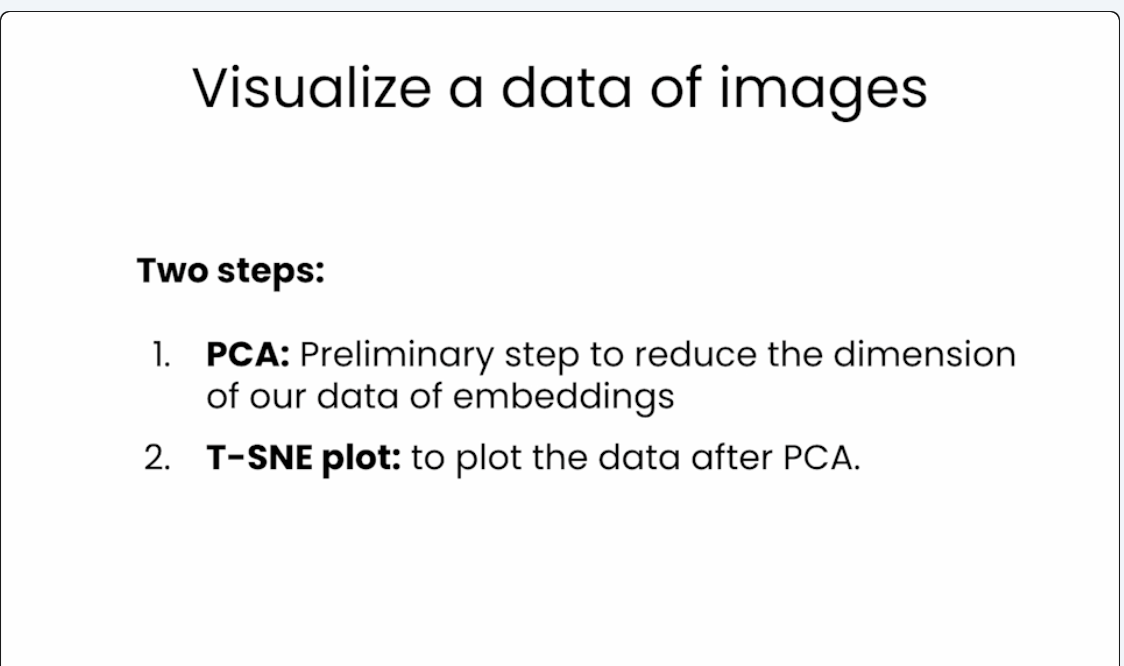 Visualize a data of images
Two steps:
1. PCA: Preliminary step to reduce the dimension
of our data of embeddings
2. T-SNE plot: to plot the data after PCA.